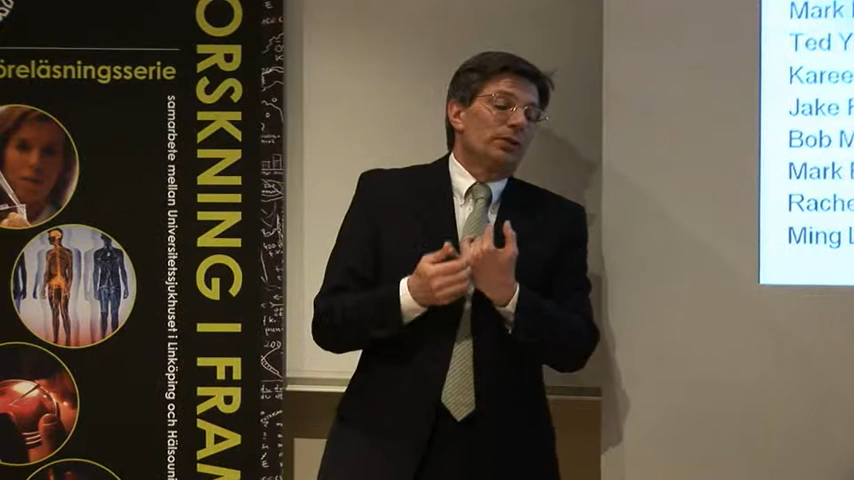 öreläsningsserie
samarbete mellan Universitetssjukhuset i Linköping och Hälsouni
ORSKNING I FRAM
Mark
Ted Y
Karee
Jake
Bob M
Mark
Rache
Ming L